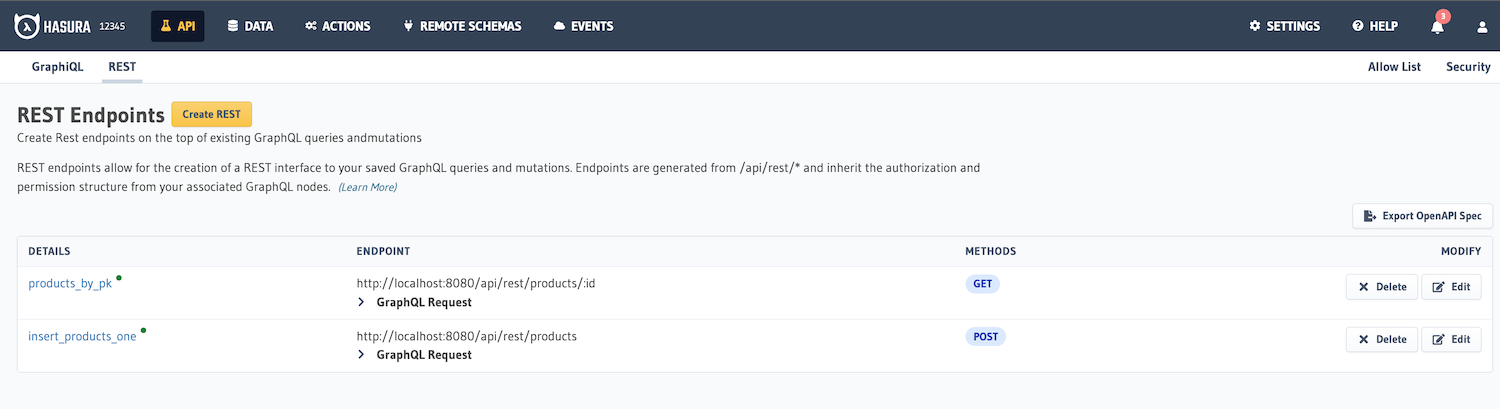 HASURA 12345 API DATA ACTIONS REMOTE SCHEMAS EVENTS SETTINGS HELP 3
GraphiQL REST Allow List Security
REST Endpoints Create REST
Create Rest endpoints on the top of existing GraphQL queries andmutations
REST endpoints allow for the creation of a REST interface to your saved GraphQL queries and mutations. Endpoints are generated from /api/rest/* and inherit the authorization and
permission structure from your associated GraphQL nodes. (Learn More)
Export OpenAPI Spec
DETAILS ENDPOINT METHODS MODIFY
products_by_pk http://localhost:8080/api/rest/products/:id GET Delete Edit
GraphQL Request
insert_products_one http://localhost:8080/api/rest/products POST Delete Edit
GraphQL Request